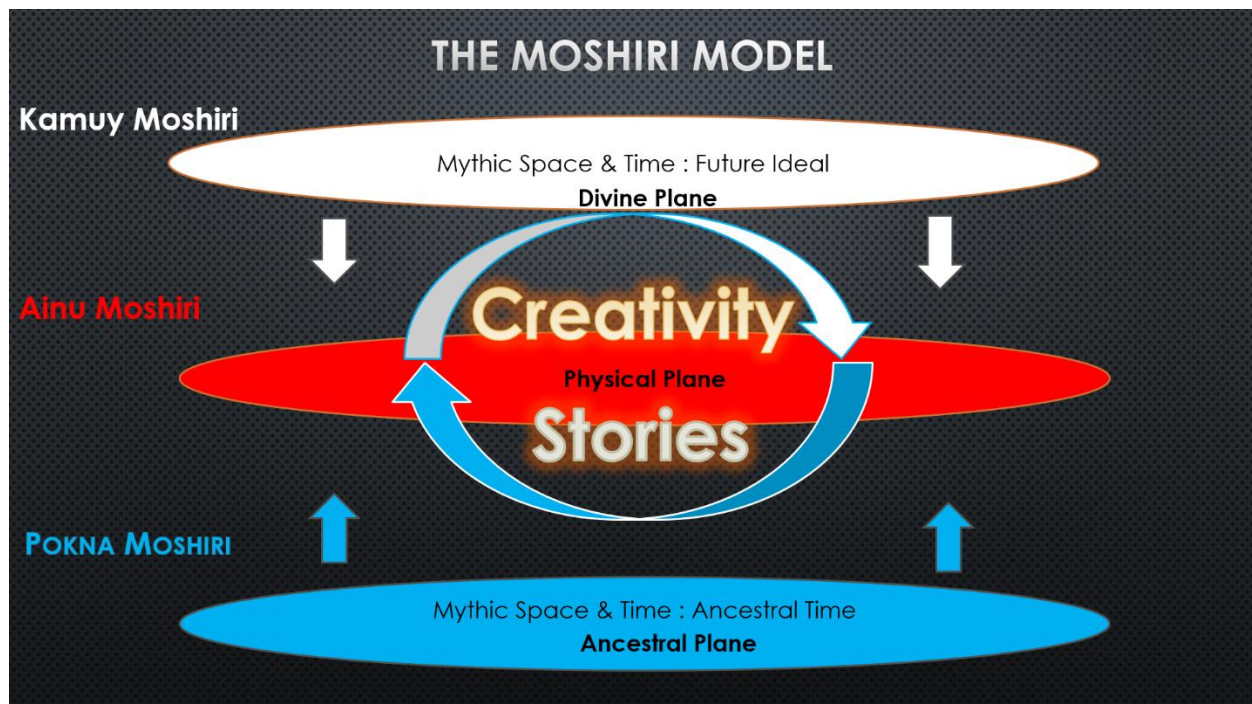 THE MOSHIRI MODEL
Kamuy Moshiri
Mythic Space & Time : Future Ideal
Divine Plane
Creativity
Ainu Moshiri
Physical Plane
Stories
POKNA MOSHIRI
Mythic Space & Time : Ancestral Time
Ancestral Plane